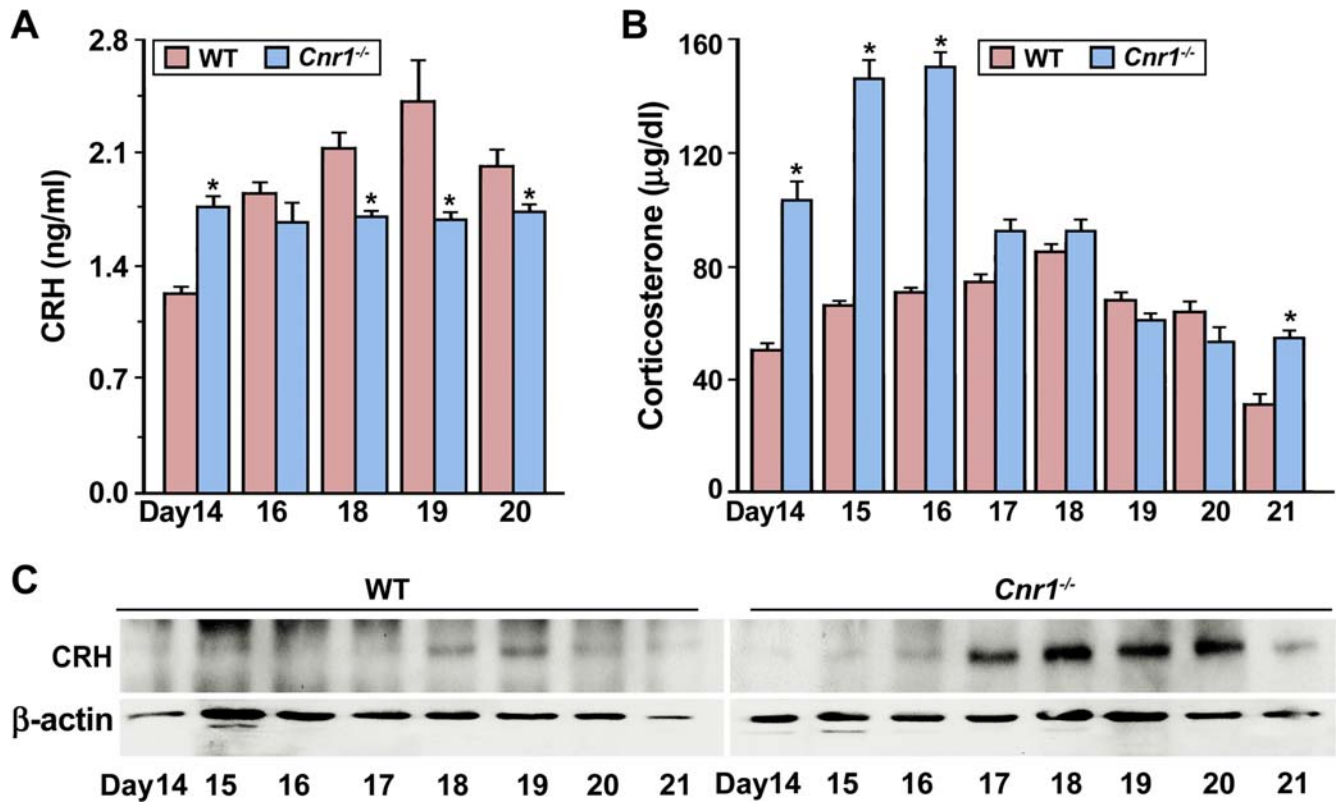 A
WT Cnr1-/-
CRH (ng/ml)
2.8
2.1
1.4
0.7
0.0
Day14 16 18 19 20
* * * *
B
WT Cnr1-/-
Corticosterone (μg/dl)
160
120
80
40
0
Day14 15 16 17 18 19 20 21
* * * *
C
WT Cnr1-/-
CRH
β-actin
Day14 15 16 17 18 19 20 21 Day14 15 16 17 18 19 20 21